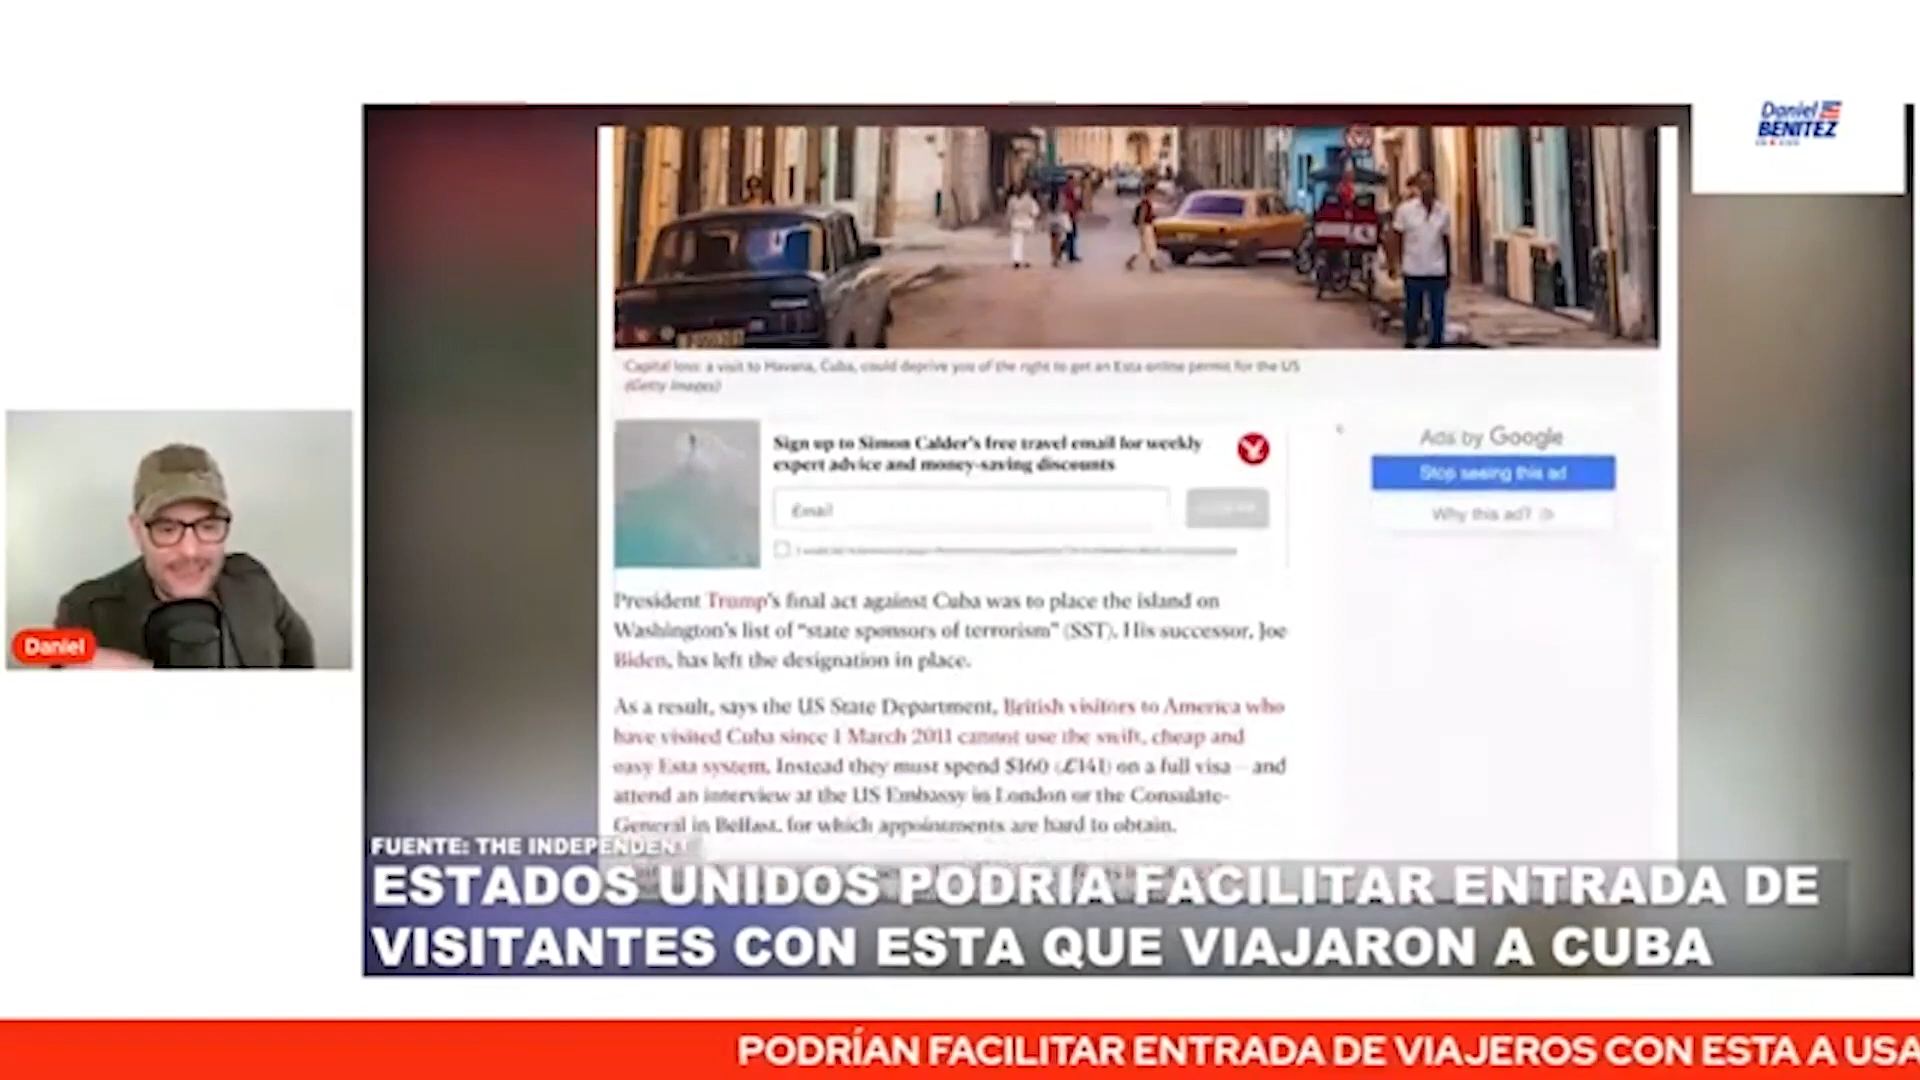 Daniel
BENITEZ
Capital loss: a visit to Havana, Cuba, could deprive you of the right to get an Esta online permit for the US
(Getty Images)
Sign up to Simon Calder's free travel email for weekly
expert advice and money-saving discounts
Email
Ads by Google
Stop seeing this ad
Why this ad?
President Trump's final act against Cuba was to place the island on
Washington's list of "state sponsors of terrorism" (SST). His successor, Joe
Biden, has left the designation in place.
As a result, says the US State Department, British visitors to America who
have visited Cuba since 1 March 2011 cannot use the swift, cheap and
easy Esta system. Instead they must spend $160 (£141) on a full visa – and
attend an interview at the US Embassy in London or the Consulate-
General in Belfast, for which appointments are hard to obtain.
Daniel
FUENTE: THE INDEPENDENT
ESTADOS UNIDOS PODRIA FACILITAR ENTRADA DE
VISITANTES CON ESTA QUE VIAJARON A CUBA
PODRÍAN FACILITAR ENTRADA DE VIAJEROS CON ESTA A USA